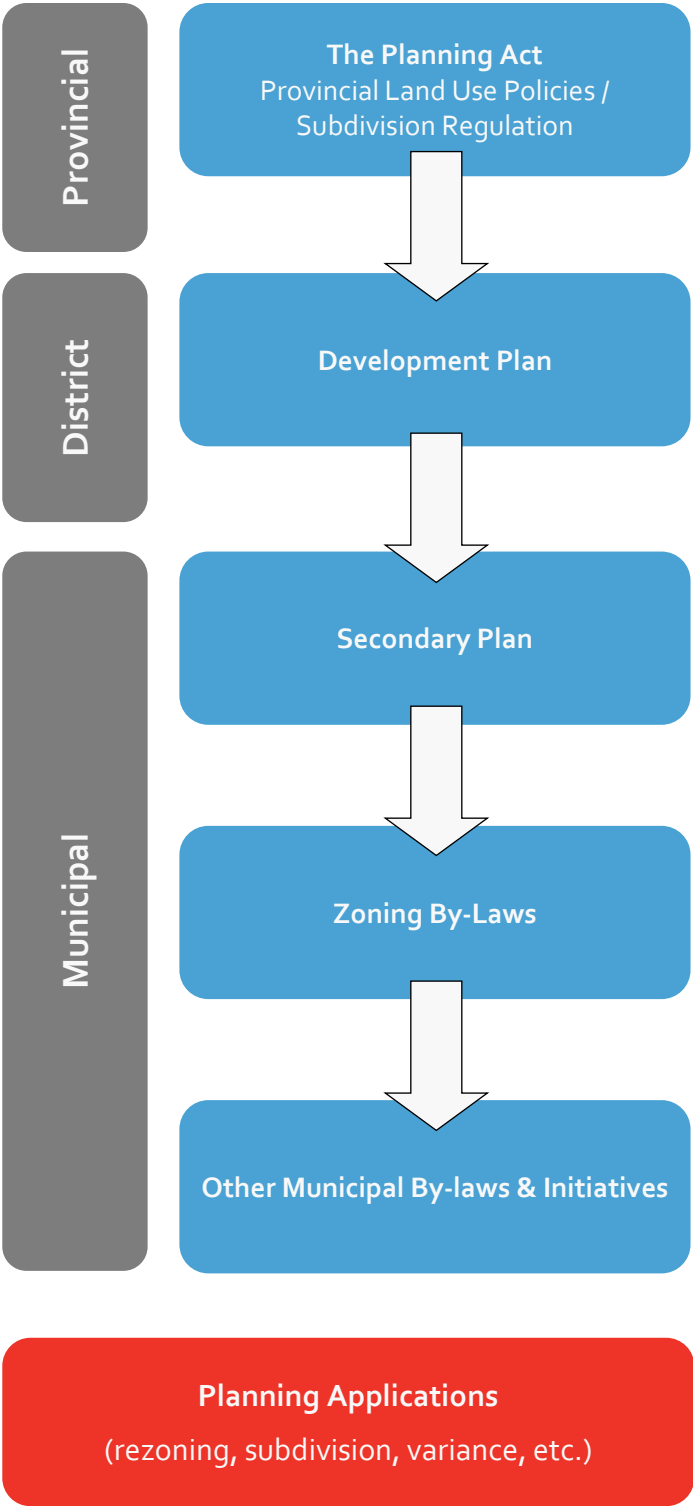 Provincial
The Planning Act
Provincial Land Use Policies /
Subdivision Regulation
District
Development Plan
Municipal
Secondary Plan
Zoning By-Laws
Other Municipal By-laws & Initiatives
Planning Applications
(rezoning, subdivision, variance, etc.)